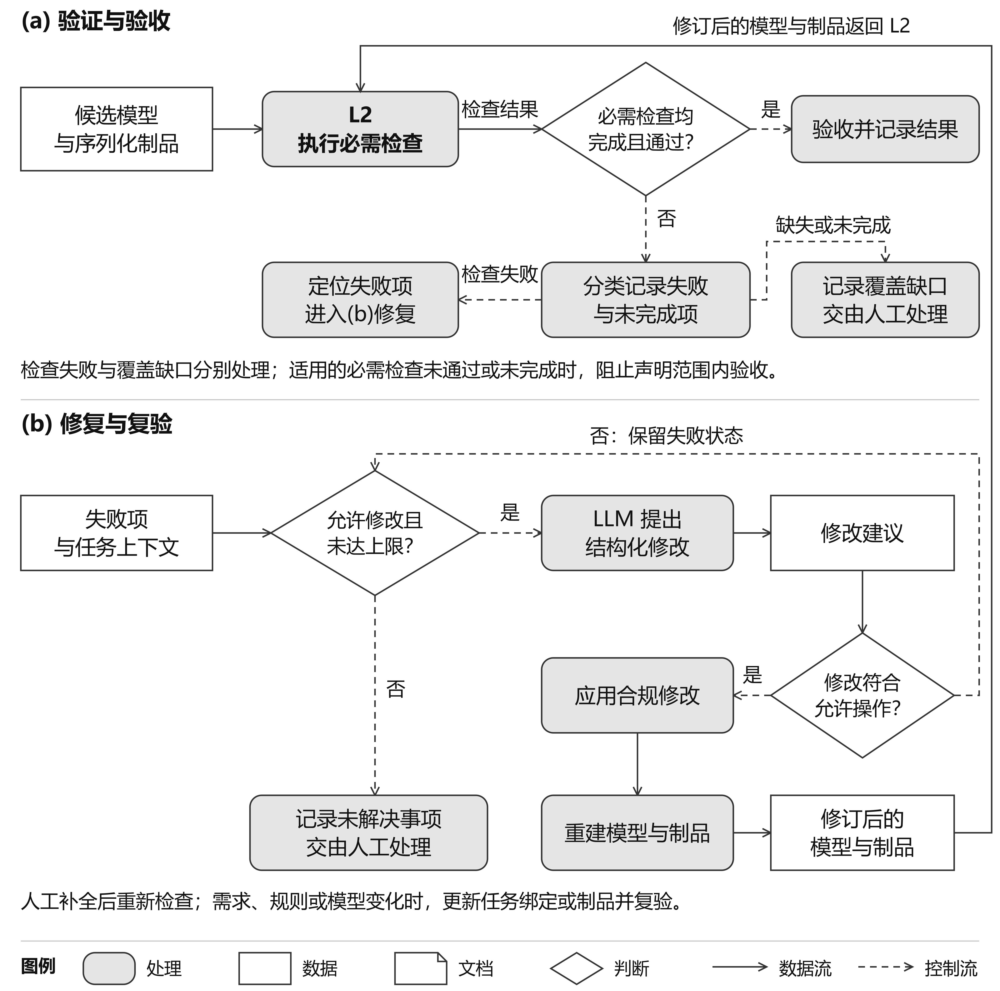 (a) 验证与验收
修订后的模型与制品返回 L2
候选模型
与序列化制品
L2
执行必需检查
检查结果
必需检查均
完成且通过?
是
验收并记录结果
否
缺失或未完成
定位失败项
进入(b)修复
检查失败
分类记录失败
与未完成项
记录覆盖缺口
交由人工处理
检查失败与覆盖缺口分别处理；适用的必需检查未通过或未完成时，阻止声明范围内验收。
(b) 修复与复验
否：保留失败状态
失败项
与任务上下文
允许修改且
未达上限?
是
LLM 提出
结构化修改
修改建议
否
应用合规修改
是
修改符合
允许操作?
记录未解决事项
交由人工处理
重建模型与制品
修订后的
模型与制品
人工补全后重新检查；需求、规则或模型变化时，更新任务绑定或制品并复验。
图例
处理
数据
文档
判断
数据流
控制流